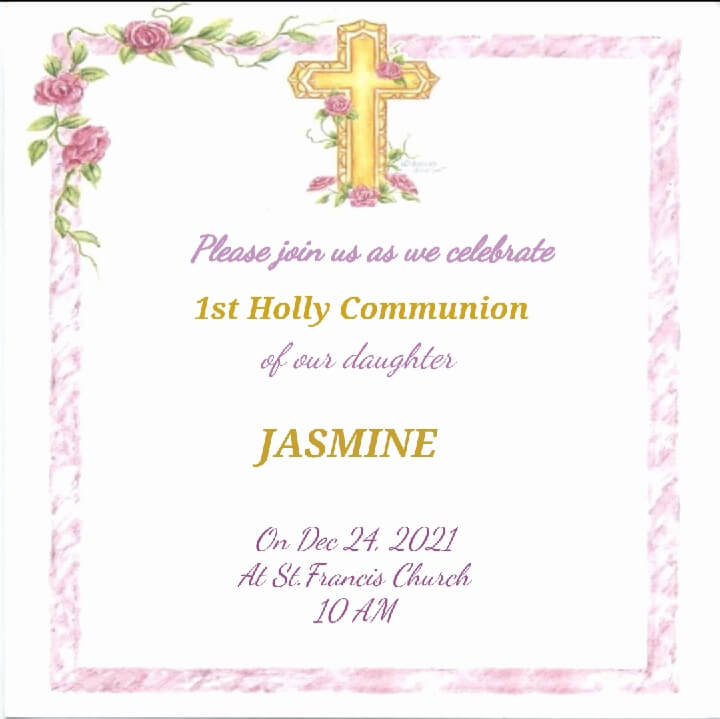 Please join us as we celebrate
1st Holly Communion
of our daughter
JASMINE
On Dec 24, 2021
At St.Francis Church
10 AM